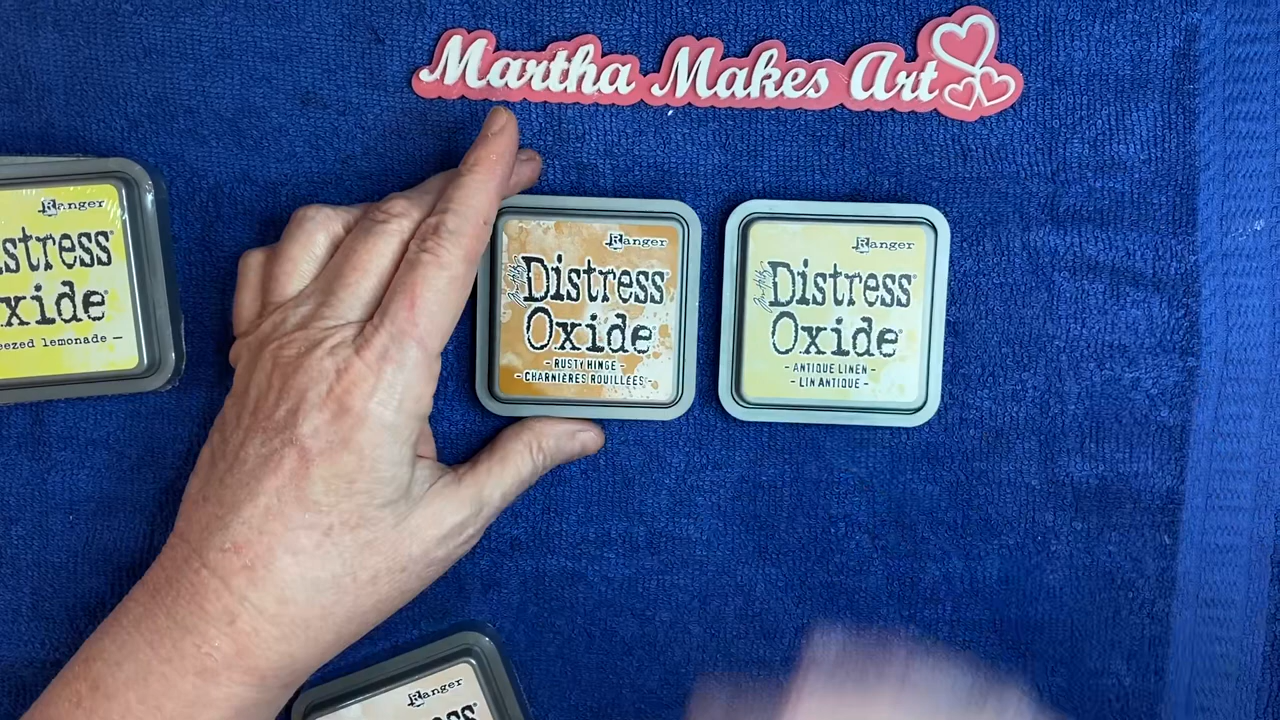 Martha Makes Art
Ranger
istress
xide
eezed lemonade —
Ranger
Distress®
Oxide®
- RUSTY HINGE -
- CHARNIÈRES ROUILLÉES -
Ranger
Distress®
Oxide®
- ANTIQUE LINEN -
- LIN ANTIQUE -
Ranger